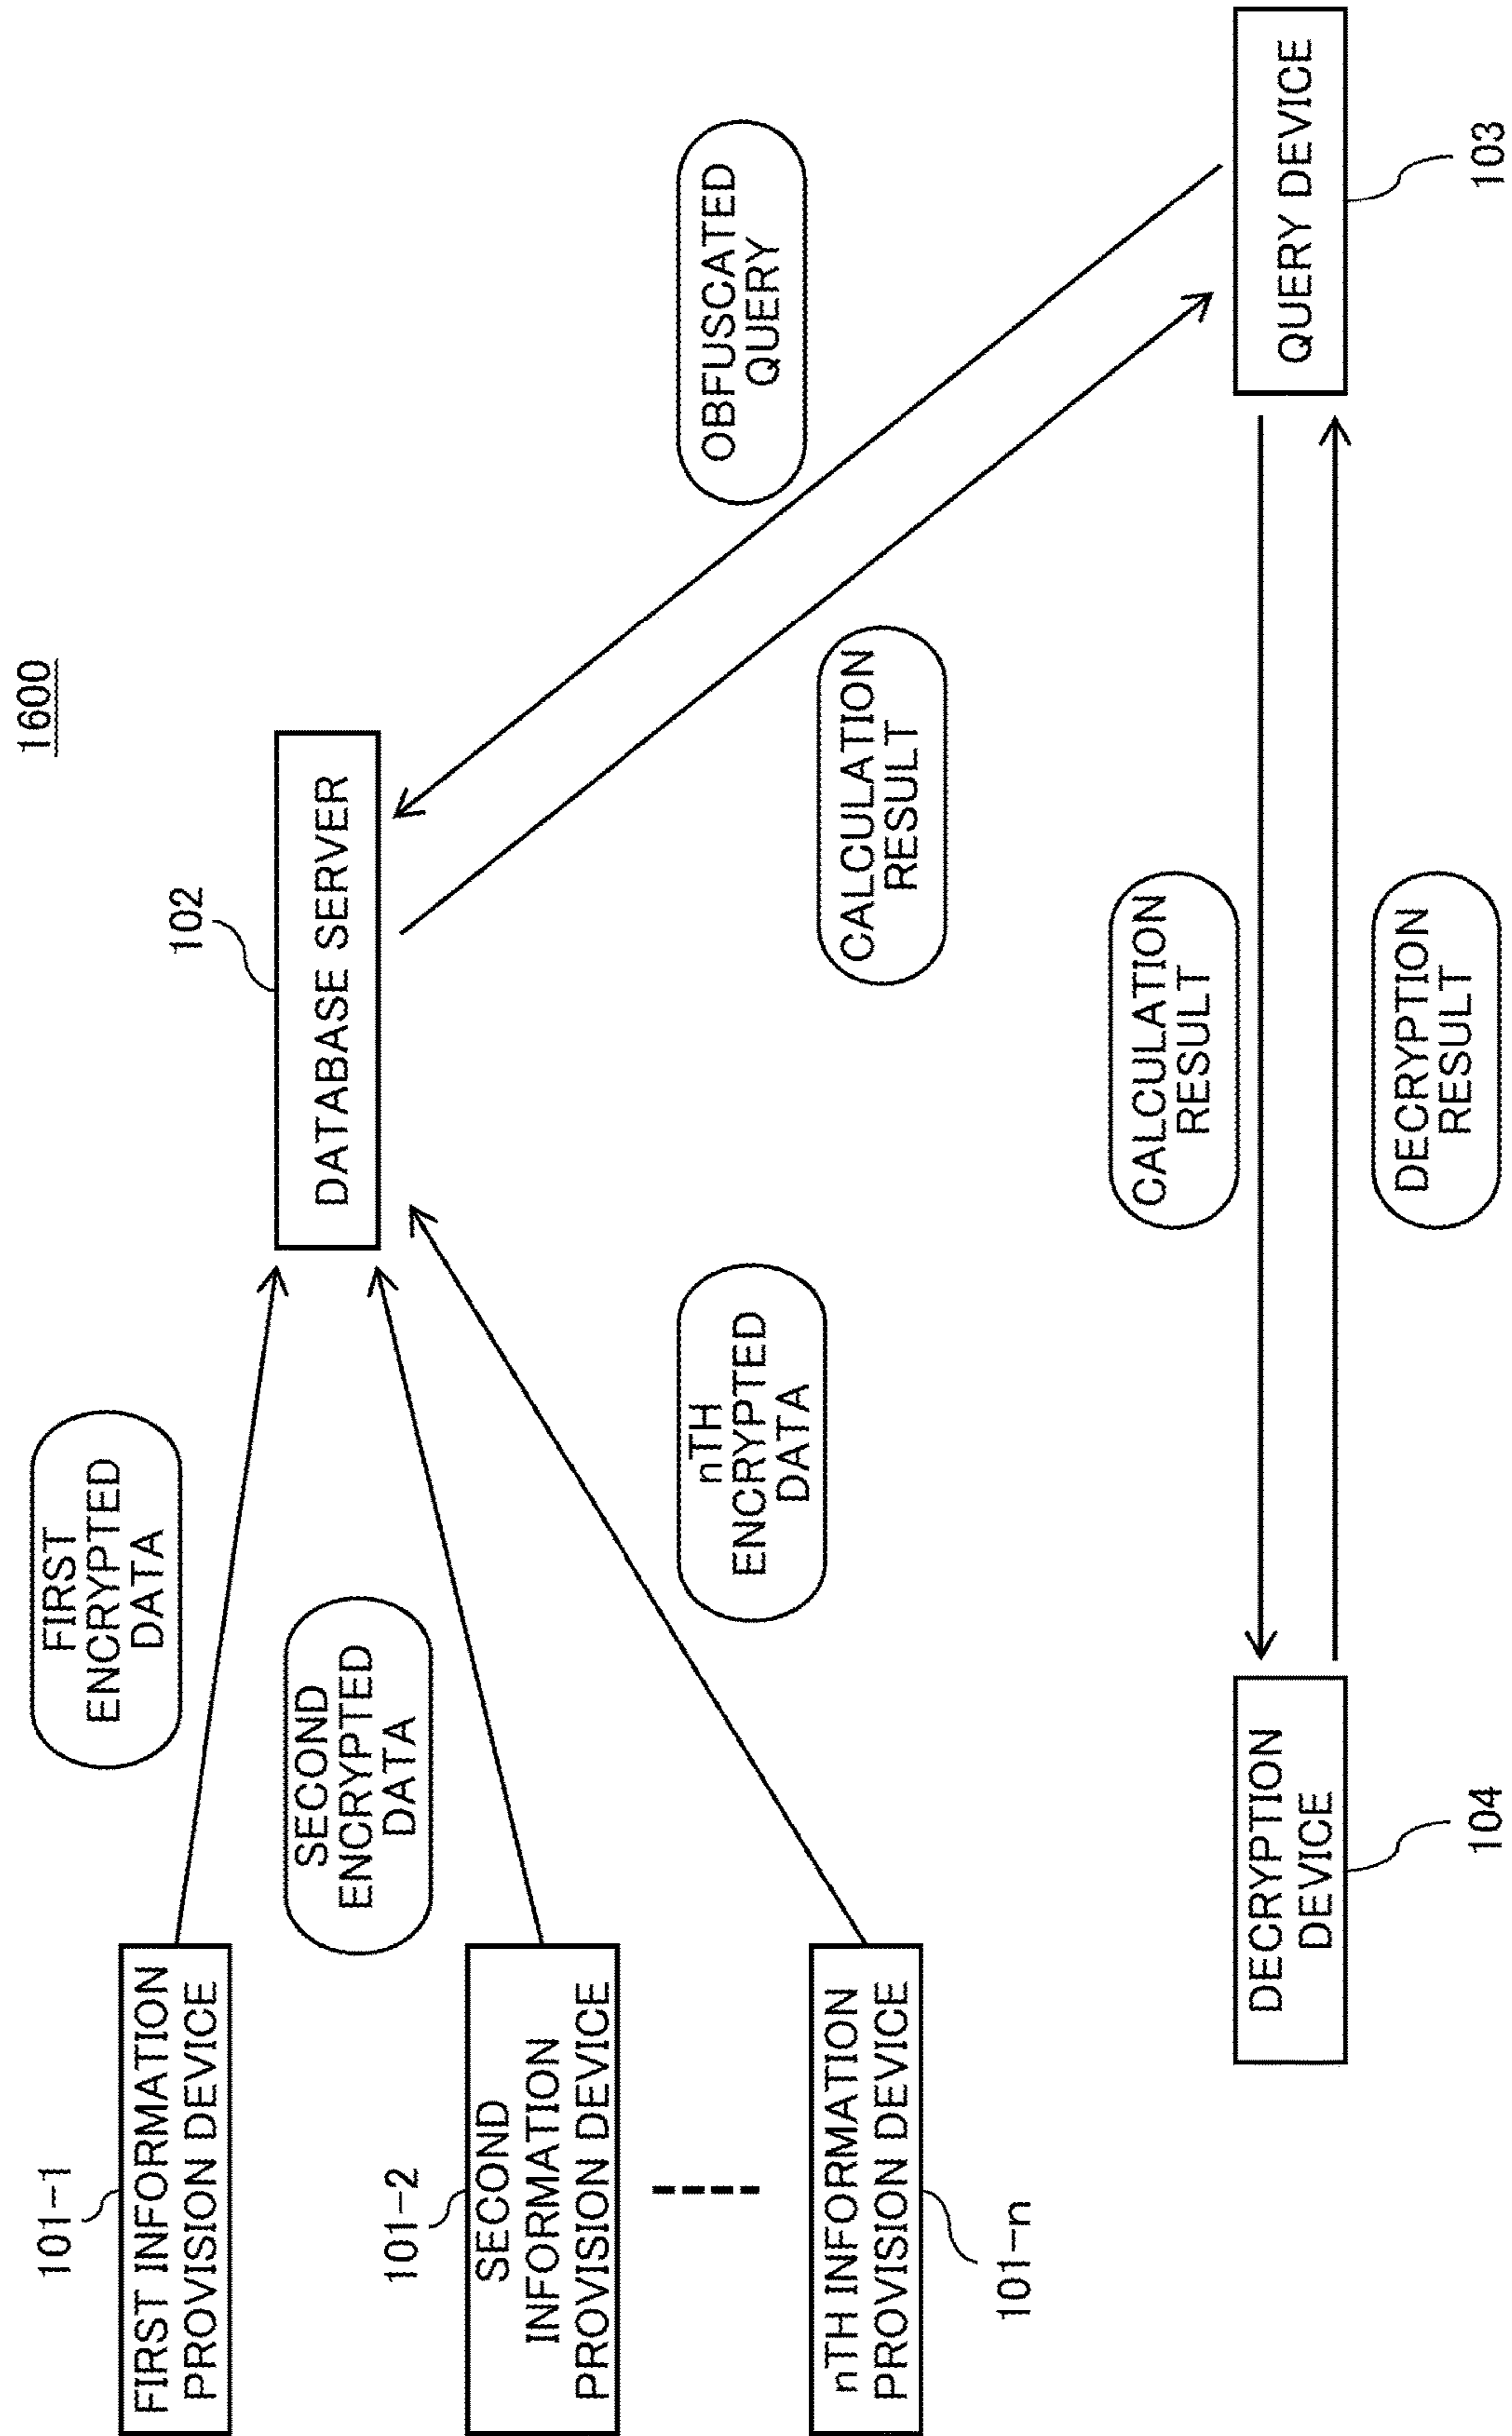 1600
101-1
FIRST INFORMATION
PROVISION DEVICE
FIRST
ENCRYPTED
DATA
102
DATABASE SERVER
101-2
SECOND
INFORMATION
PROVISION DEVICE
SECOND
ENCRYPTED
DATA
nTH INFORMATION
PROVISION DEVICE
101-n
nTH
ENCRYPTED
DATA
OBFUSCATED
QUERY
CALCULATION
RESULT
DECRYPTION
DEVICE
104
CALCULATION
RESULT
DECRYPTION
RESULT
QUERY DEVICE
103